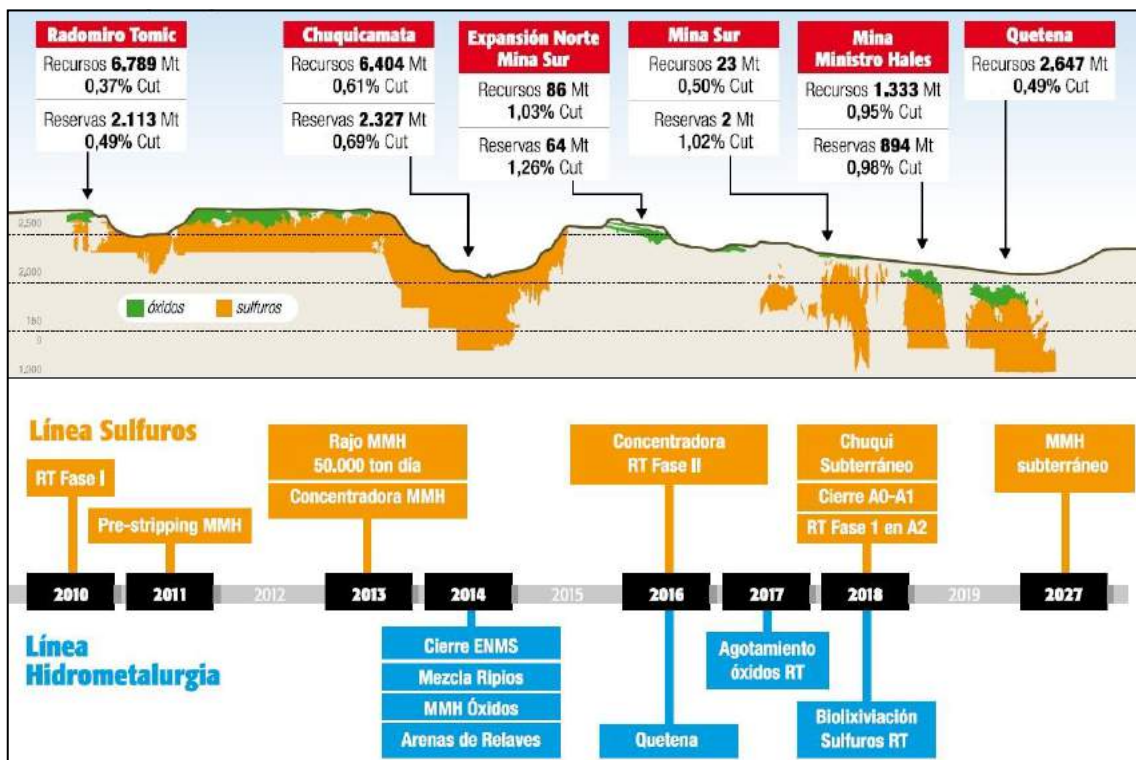 Radomiro Tomic
Recursos 6.789 Mt
0,37% Cut
Reservas 2.113 Mt
0,49% Cut
Chuquicamata
Recursos 6,404 Mt
0,61% Cut
Reservas 2.327 Mt
0,69% Cut
Expansión Norte
Mina Sur
Recursos 86 Mt
1,03% Cut
Reservas 64 Mt
1,26% Cut
Mina Sur
Recursos 23 Mt
0,50% Cut
Reservas 2 Mt
1,02% Cut
Mina
Ministro Hales
Recursos 1.333 Mt
0,95% Cut
Reservas 894 Mt
0,98% Cut
Quetena
Recursos 2,647 Mt
0,49% Cut
2,500
2,000
150
0
1,000
óxidos
sulfuros
Línea Sulfuros
RT Fase I
Pre-stripping MMH
Rajo MMH
50.000 ton día
Concentradora MMH
Concentradora
RT Fase II
Chuqui
Subterráneo
Cierre A0-A1
RT Fase 1 en A2
MMH
subterráneo
2010
2011
2012
2013
2014
2015
2016
2017
2018
2019
2027
Línea
Hidrometalurgia
Cierre ENMS
Mezcla Ripios
MMH Óxidos
Arenas de Relaves
Quetena
Agotamiento
óxidos RT
Biolixiviación
Sulfuros RT